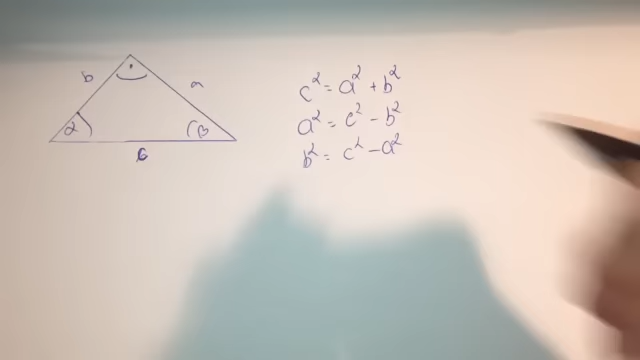 b
a
α
β
c
c² = a² + b²
a² = c² - b²
b² = c² - a²